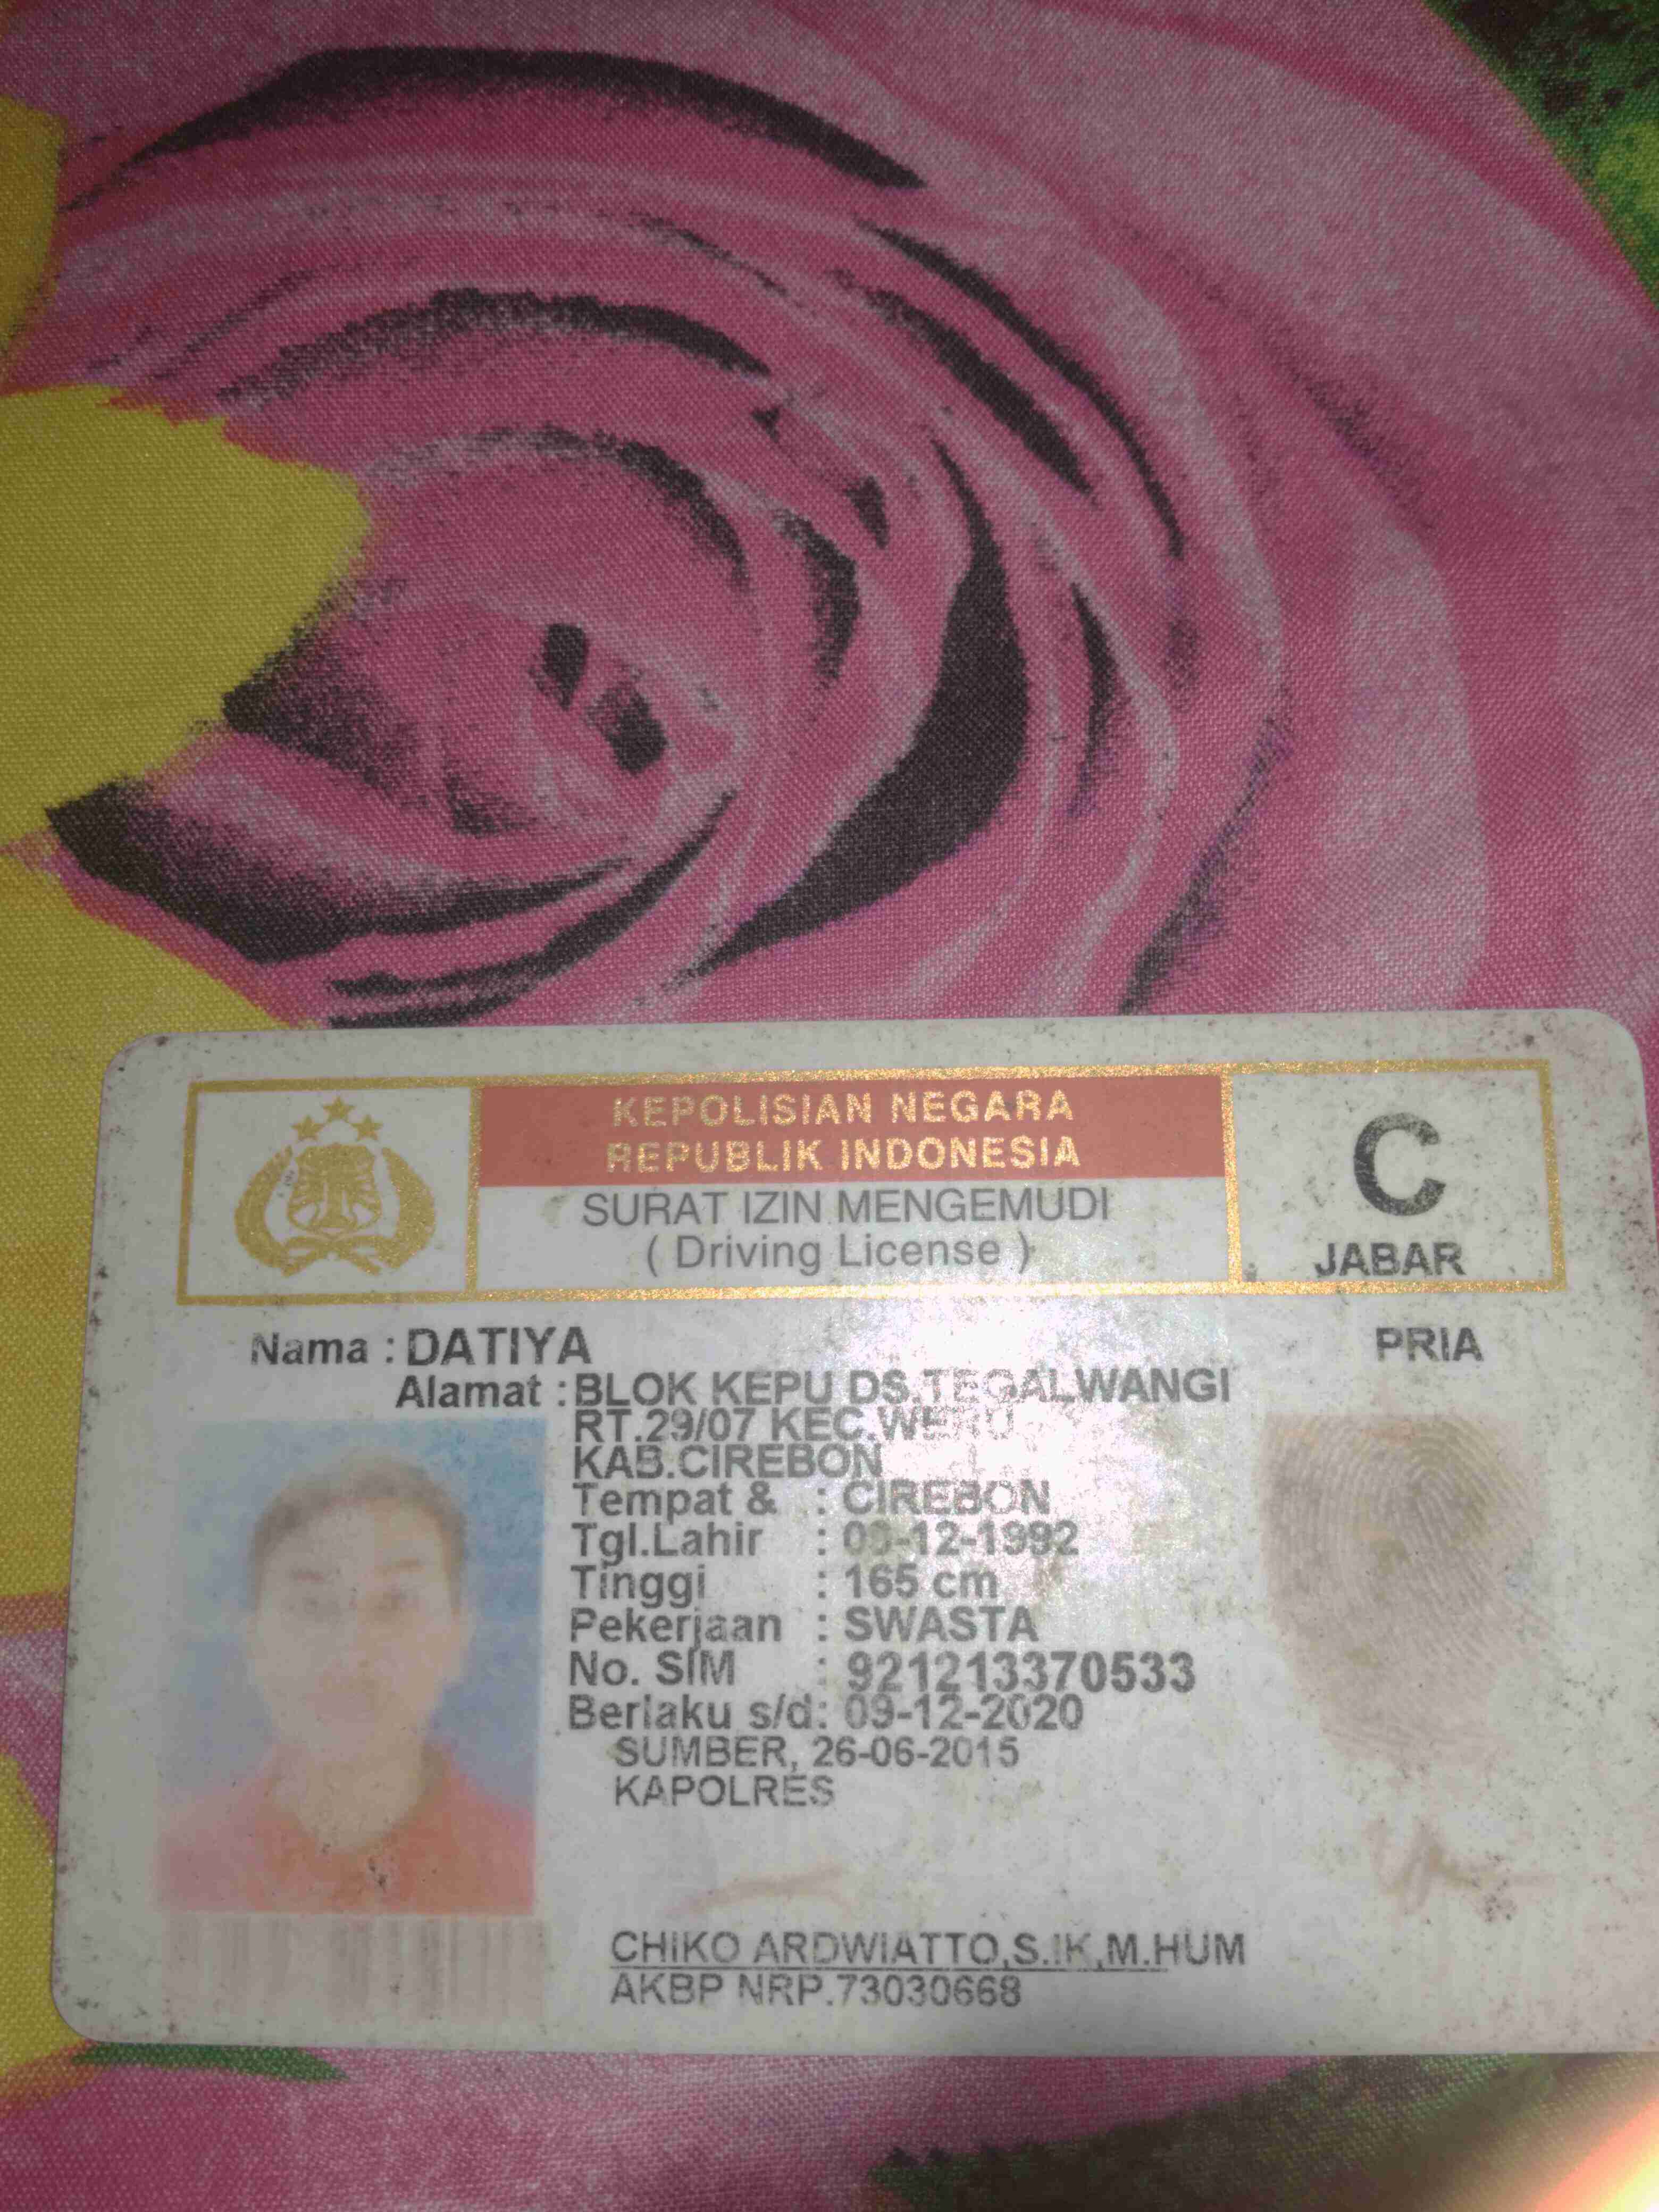 KEPOLISIAN NEGARA
REPUBLIK INDONESIA
SURAT IZIN MENGEMUDI
( Driving License )
C
JABAR
Nama : DATIYA
PRIA
Alamat : BLOK KEPU DS.TEGALWANGI
RT.29/07 KEC.WERU
KAB.CIREBON
Tempat & : CIREBON
Tgl.Lahir : 09-12-1992
Tinggi : 165 cm
Pekerjaan : SWASTA
No. SIM : 921213370533
Berlaku s/d : 09-12-2020
SUMBER, 26-06-2015
KAPOLRES
CHIKO ARDWIATTO,S.IK,M.HUM
AKBP NRP.73030668